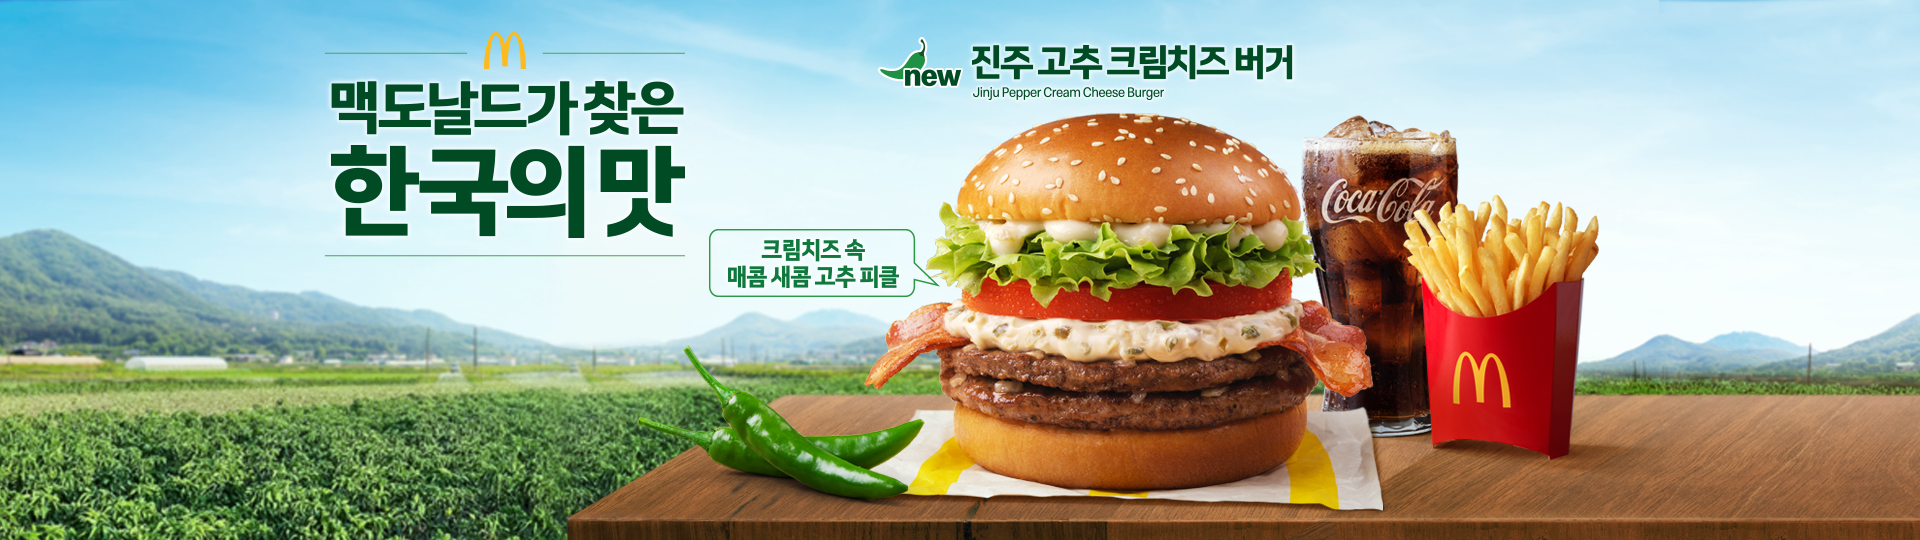 맥도날드가 찾은
한국의 맛
new 진주 고추 크림치즈 버거
Jinju Pepper Cream Cheese Burger
크림치즈 속
매콤 새콤 고추 피클
Coca-Cola